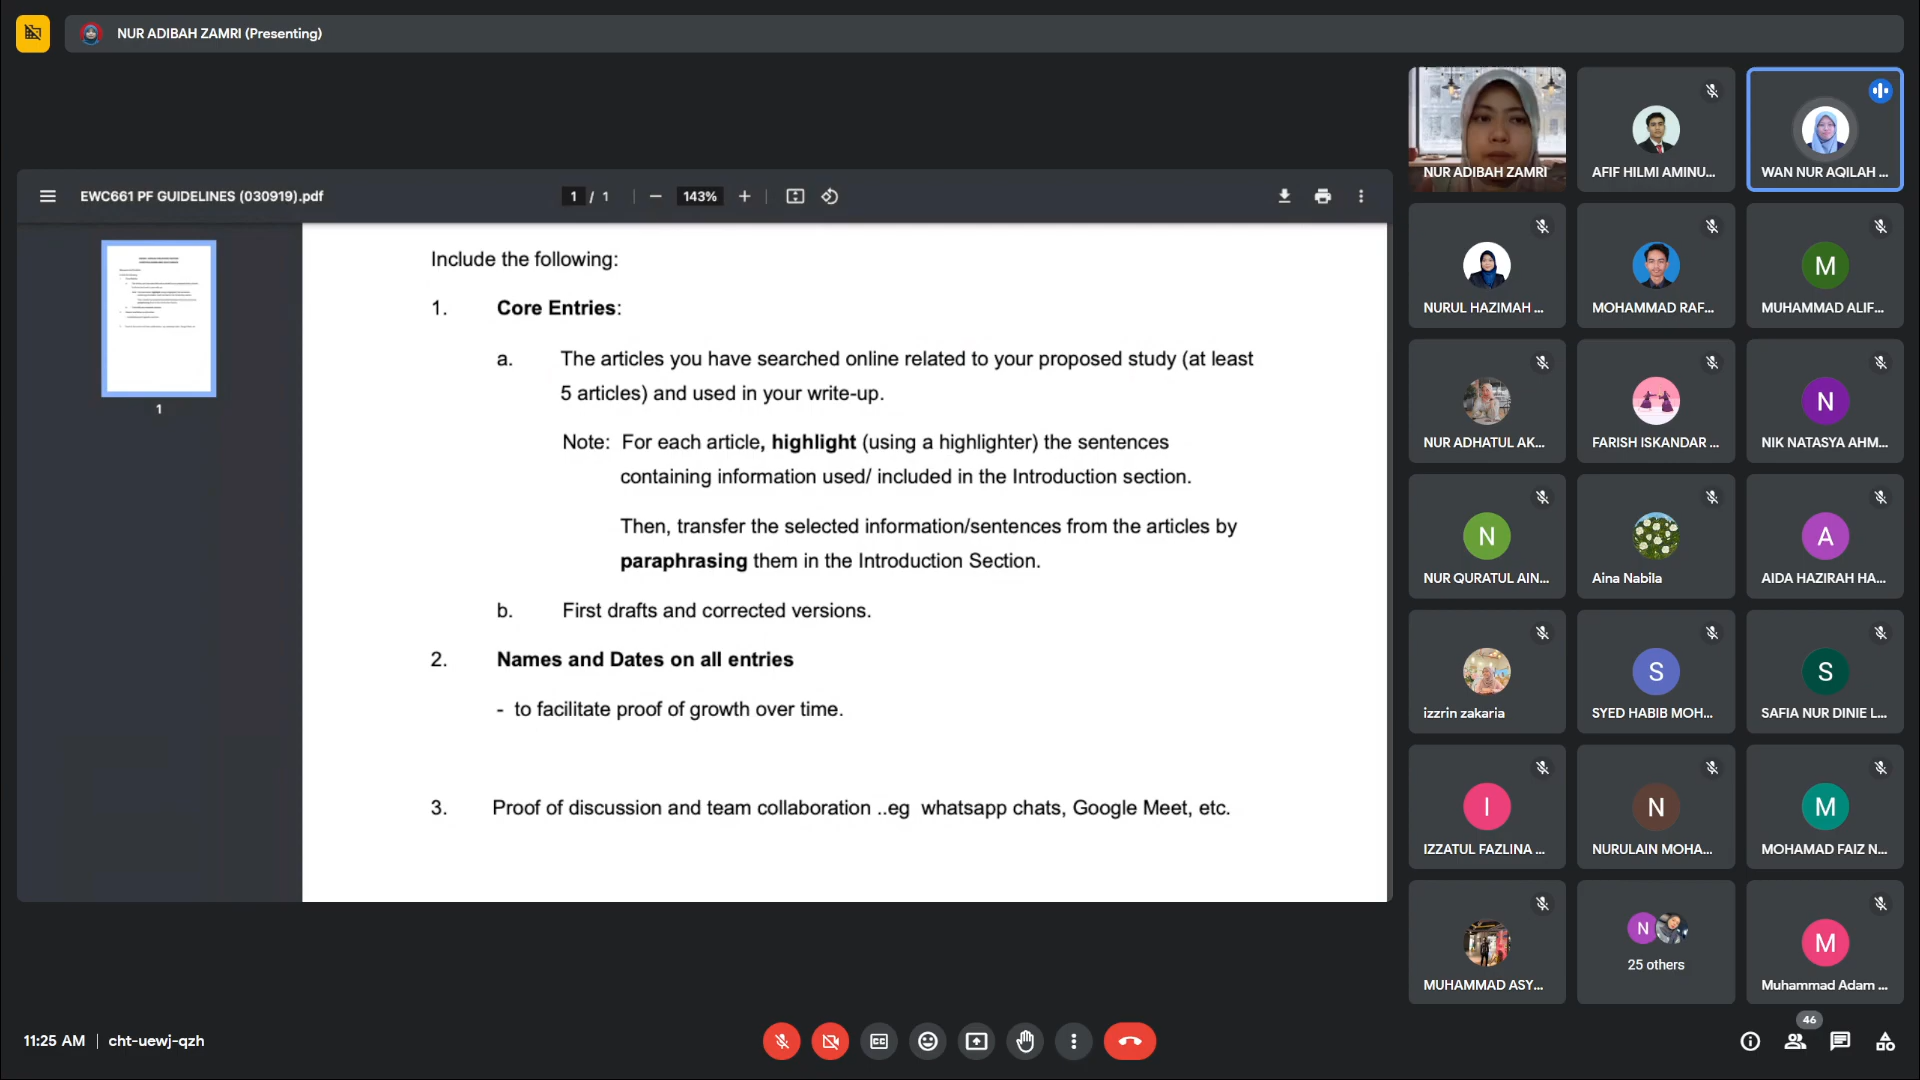 NUR ADIBAH ZAMRI (Presenting)
EWC661 PF GUIDELINES (030919).pdf
1 / 1
143%
1
Include the following:
1. Core Entries:
a. The articles you have searched online related to your proposed study (at least
5 articles) and used in your write-up.
Note: For each article, highlight (using a highlighter) the sentences
containing information used/ included in the Introduction section.
Then, transfer the selected information/sentences from the articles by
paraphrasing them in the Introduction Section.
b. First drafts and corrected versions.
2. Names and Dates on all entries
- to facilitate proof of growth over time.
3. Proof of discussion and team collaboration ..eg whatsapp chats, Google Meet, etc.
NUR ADIBAH ZAMRI
AFIF HILMI AMINU...
WAN NUR AQILAH ...
NURUL HAZIMAH ...
MOHAMMAD RAF...
M
MUHAMMAD ALIF...
NUR ADHATUL AK...
FARISH ISKANDAR ...
N
NIK NATASYA AHM...
N
NUR QURATUL AIN...
Aina Nabila
A
AIDA HAZIRAH HA...
izzrin zakaria
S
SYED HABIB MOH...
S
SAFIA NUR DINIE L...
I
IZZATUL FAZLINA ...
N
NURULAIN MOHA...
M
MOHAMAD FAIZ N...
MUHAMMAD ASY...
N
25 others
M
Muhammad Adam ...
11:25 AM | cht-uewj-qzh
CC
46